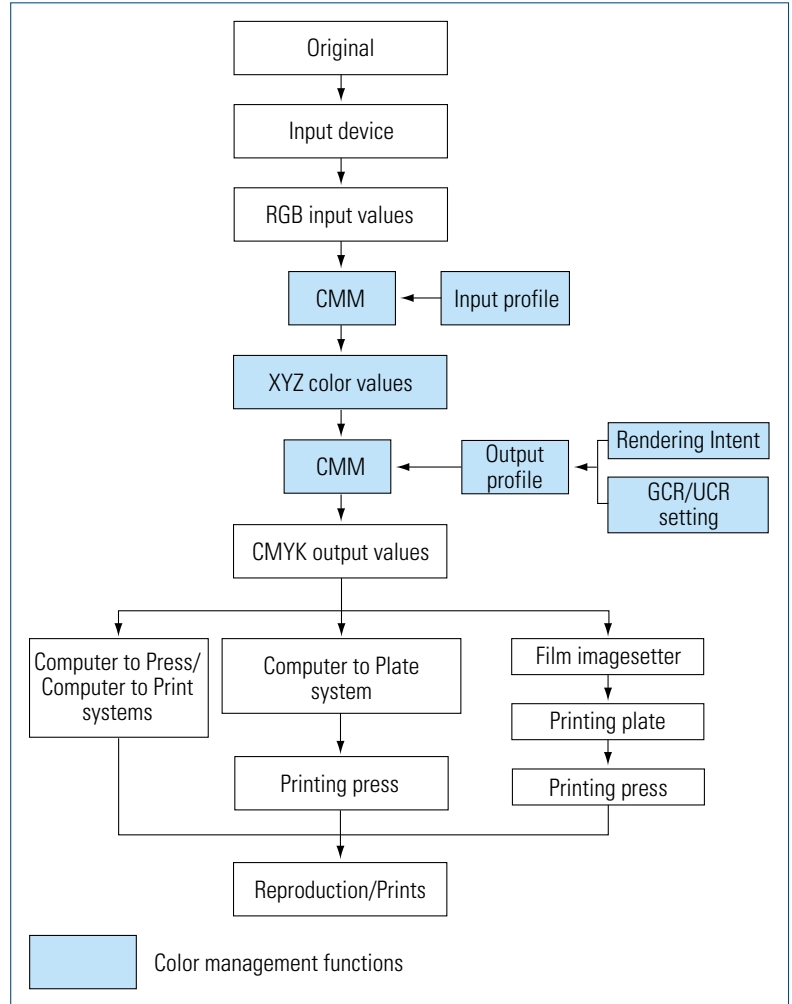 Original
Input device
RGB input values
CMM
Input profile
XYZ color values
CMM
Output
profile
Rendering Intent
GCR/UCR
setting
CMYK output values
Computer to Press/
Computer to Print
systems
Computer to Plate
system
Film imagesetter
Printing plate
Printing press
Printing press
Reproduction/Prints
Color management functions